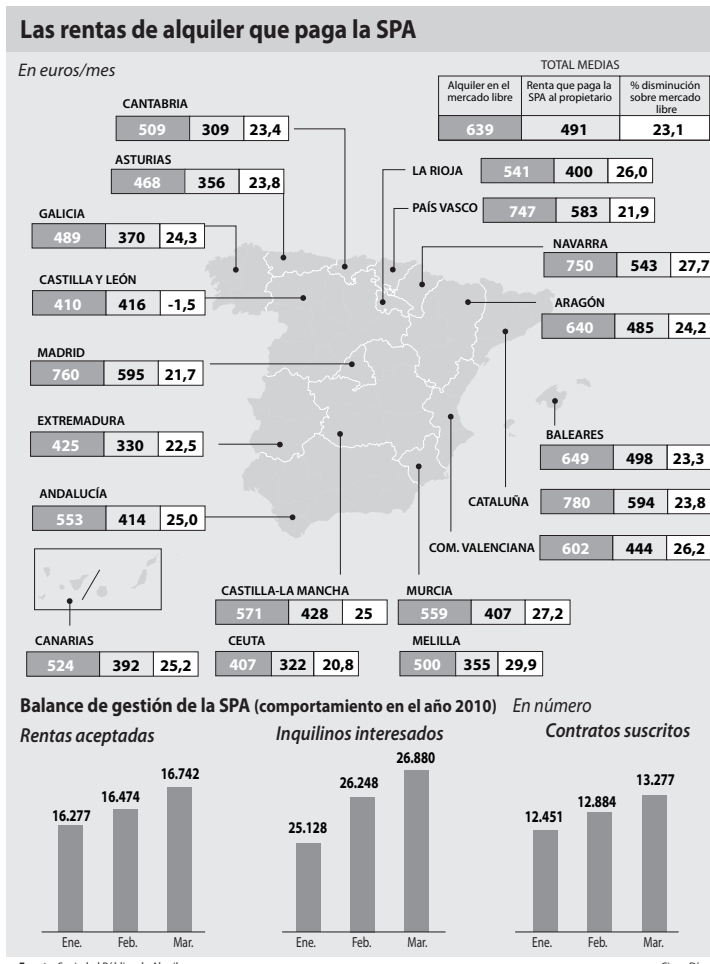 Las rentas de alquiler que paga la SPA
En euros/mes
TOTAL MEDIAS
Alquiler en el mercado libre
Renta que paga la SPA al propietario
% disminución sobre mercado libre
639 491 23,1
CANTABRIA
509 309 23,4
ASTURIAS
468 356 23,8
GALICIA
489 370 24,3
CASTILLA Y LEÓN
410 416 -1,5
MADRID
760 595 21,7
EXTREMADURA
425 330 22,5
ANDALUCÍA
553 414 25,0
LA RIOJA 541 400 26,0
PAÍS VASCO 747 583 21,9
NAVARRA
750 543 27,7
ARAGÓN
640 485 24,2
BALEARES
649 498 23,3
CATALUÑA 780 594 23,8
COM. VALENCIANA 602 444 26,2
CASTILLA-LA MANCHA
571 428 25
MURCIA
559 407 27,2
CANARIAS
524 392 25,2
CEUTA
407 322 20,8
MELILLA
500 355 29,9
Balance de gestión de la SPA (comportamiento en el año 2010) En número
Rentas aceptadas
16.277
16.474
16.742
Ene. Feb. Mar.
Inquilinos interesados
25.128
26.248
26.880
Ene. Feb. Mar.
Contratos suscritos
12.451
12.884
13.277
Ene. Feb. Mar.